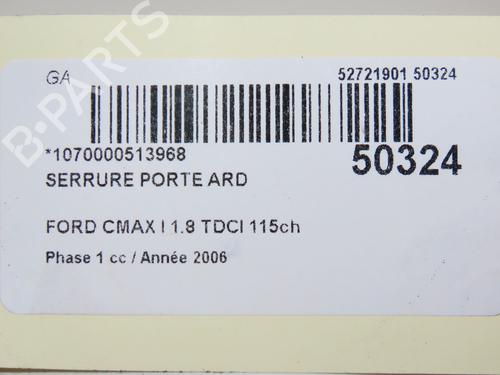 GA
52721901 50324
*1070000513968
50324
SERRURE PORTE ARD
FORD CMAX I 1.8 TDCI 115ch
Phase 1 cc / Année 2006
B-PARTS